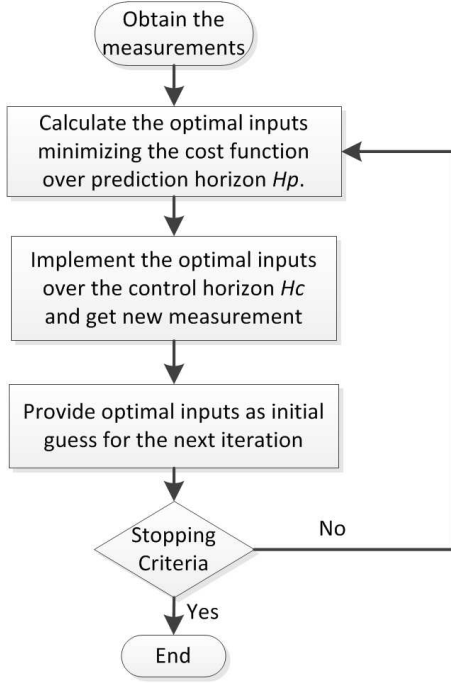 Obtain the
measurements
Calculate the optimal inputs
minimizing the cost function
over prediction horizon Hp.
Implement the optimal inputs
over the control horizon Hc
and get new measurement
Provide optimal inputs as initial
guess for the next iteration
Stopping
Criteria
No
Yes
End